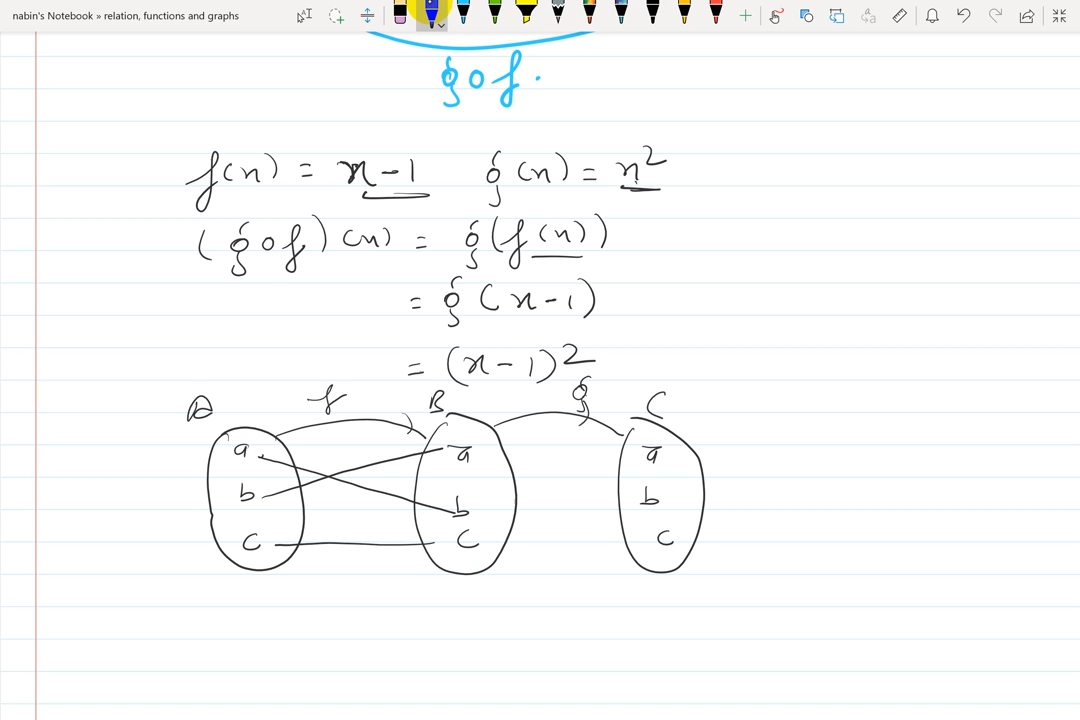 nabin's Notebook » relation, functions and graphs
gof.
f(x) = x-1 g(x) = x²
(gof)(x) = g(f(x))
= g(x-1)
= (x-1)²
A f B g C
a a a
b b b
c c c